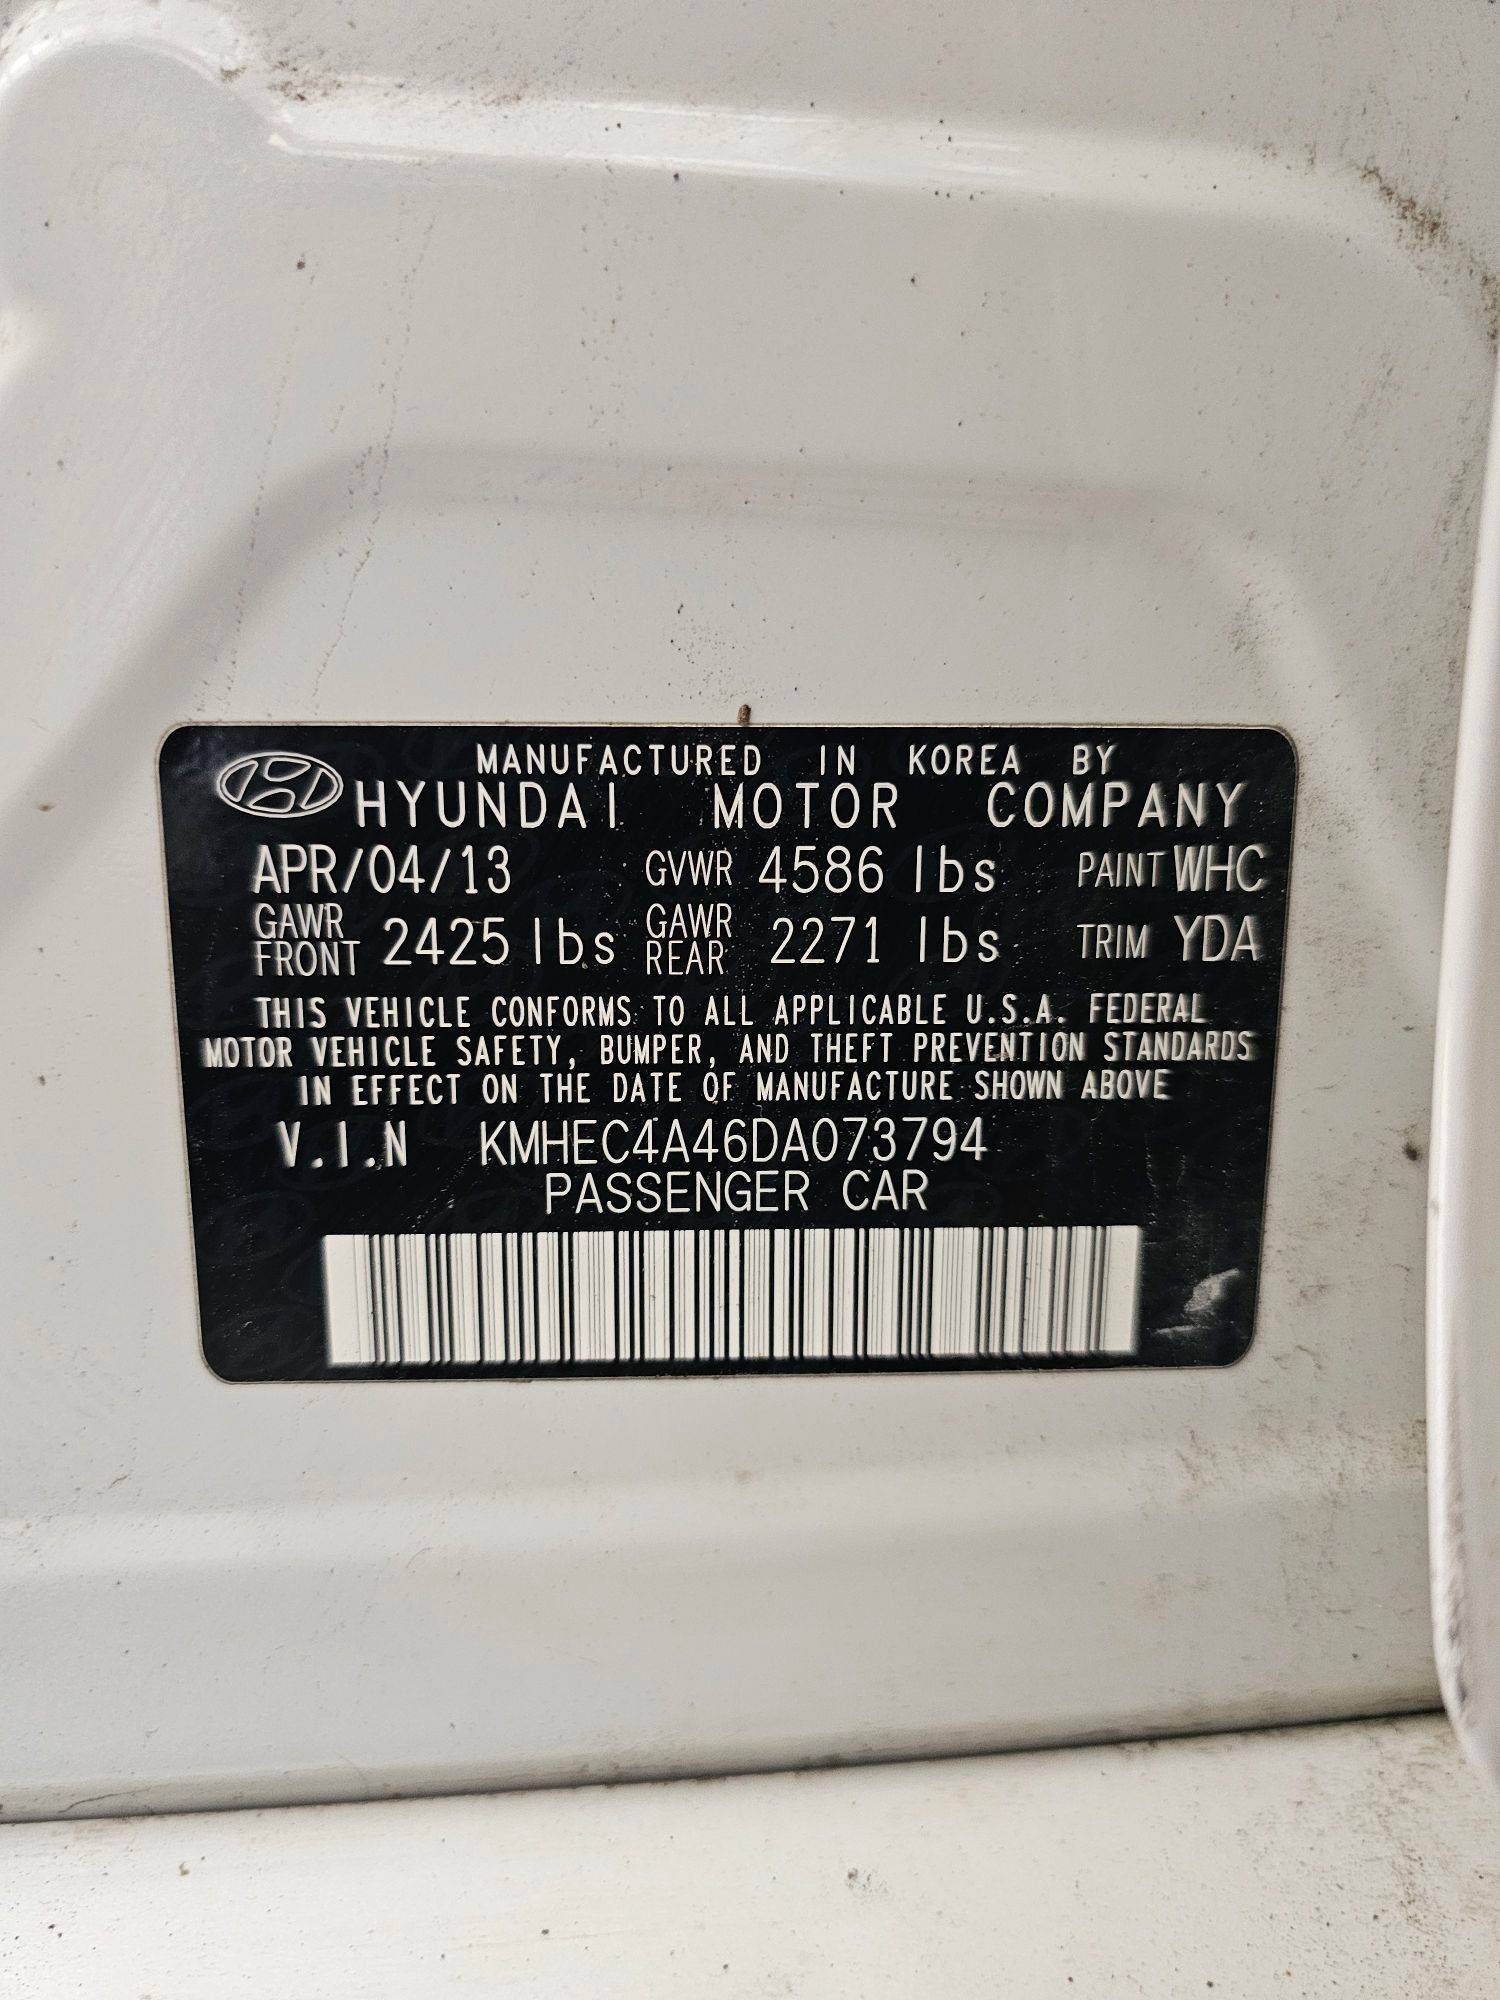 MANUFACTURED IN KOREA BY
HYUNDAI MOTOR COMPANY
APR/04/13 GVWR 4586 lbs PAINT WHC
GAWR FRONT 2425 lbs GAWR REAR 2271 lbs TRIM YDA
THIS VEHICLE CONFORMS TO ALL APPLICABLE U.S.A. FEDERAL
MOTOR VEHICLE SAFETY, BUMPER, AND THEFT PREVENTION STANDARDS
IN EFFECT ON THE DATE OF MANUFACTURE SHOWN ABOVE
V.I.N KMHEC4A46DA073794
PASSENGER CAR